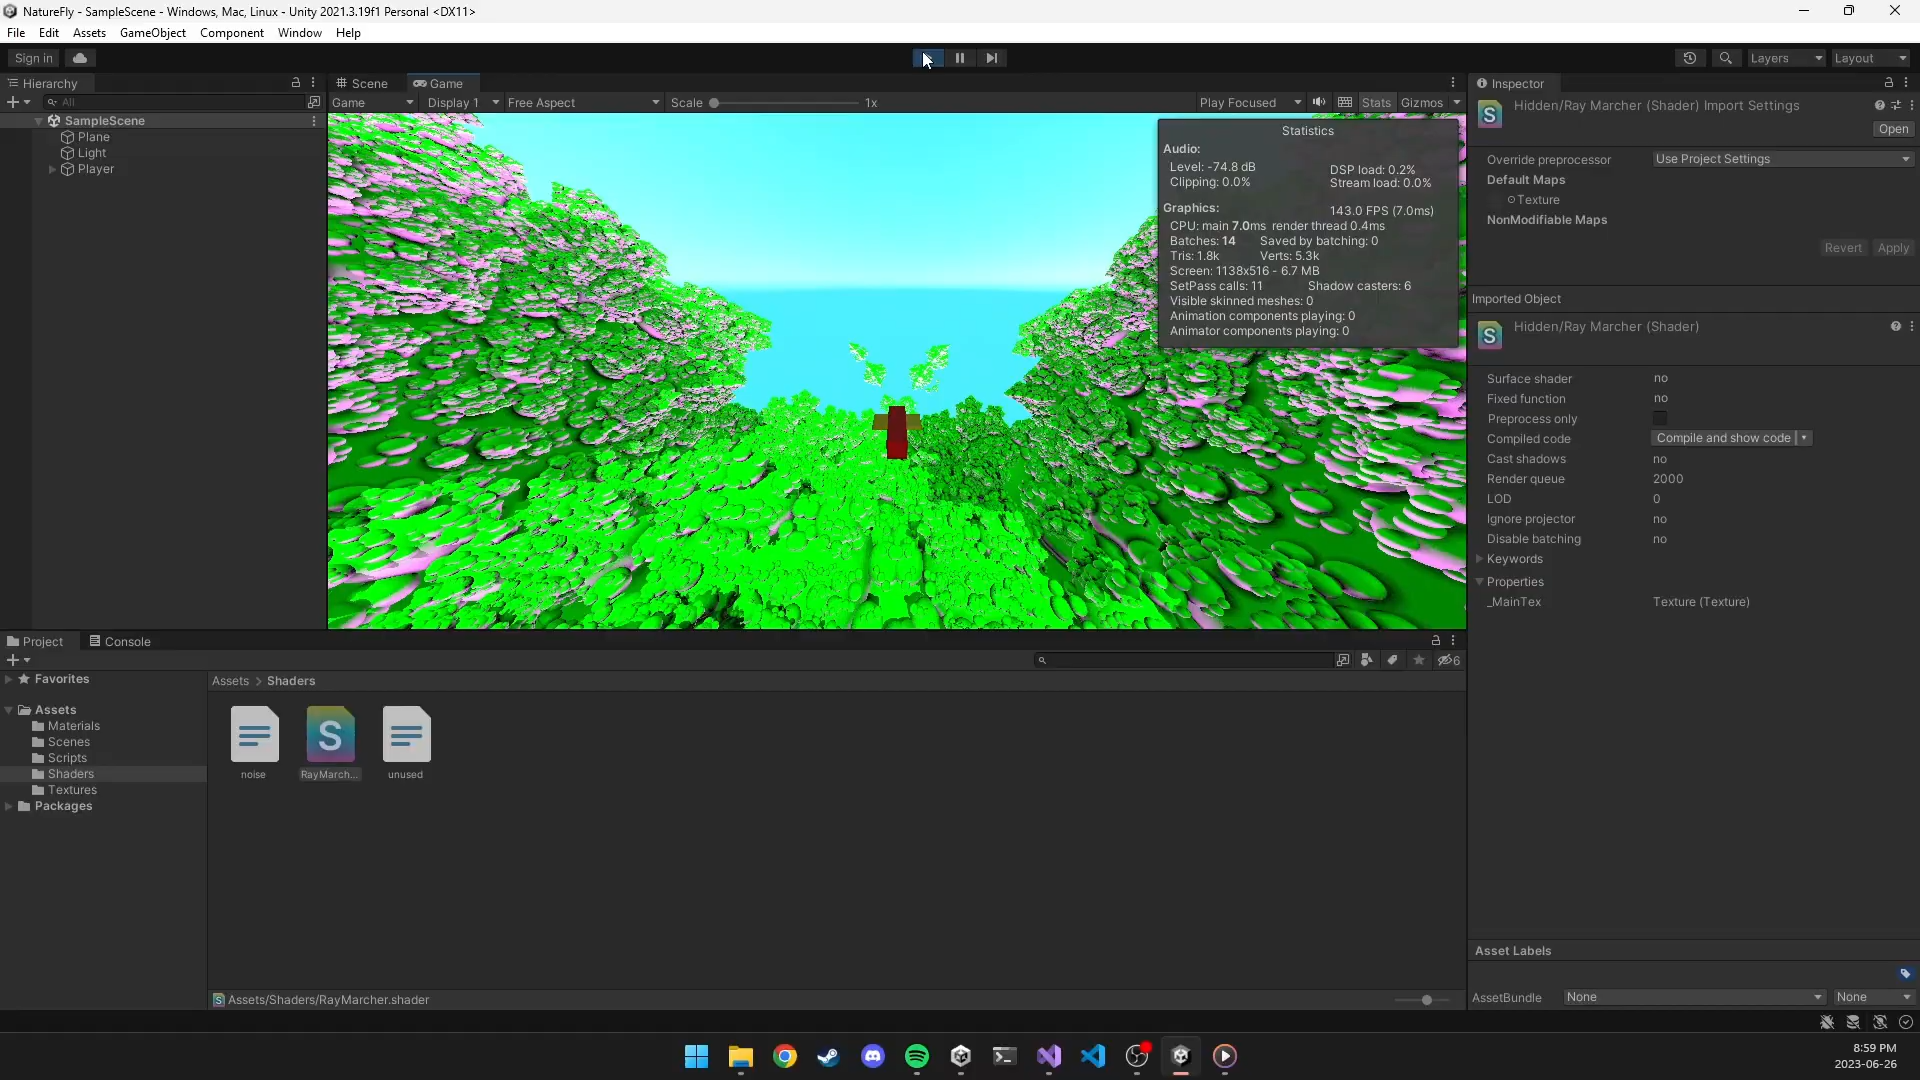 NatureFly - SampleScene - Windows, Mac, Linux - Unity 2021.3.19f1 Personal <DX11>
File Edit Assets GameObject Component Window Help
Sign in
Layers Layout
Hierarchy
All
SampleScene
Plane
Light
Player
Scene Game
Game Display 1 Free Aspect Scale 1x Play Focused Stats Gizmos
Statistics
Audio:
Level: -74.8 dB DSP load: 0.2%
Clipping: 0.0% Stream load: 0.0%
Graphics: 143.0 FPS (7.0ms)
CPU: main 7.0ms render thread 0.4ms
Batches: 14 Saved by batching: 0
Tris: 1.8k Verts: 5.3k
Screen: 1138x516 - 6.7 MB
SetPass calls: 11 Shadow casters: 6
Visible skinned meshes: 0
Animation components playing: 0
Animator components playing: 0
Inspector
S
Hidden/Ray Marcher (Shader) Import Settings
Open
Override preprocessor Use Project Settings
Default Maps
Texture
NonModifiable Maps
Revert Apply
Imported Object
S
Hidden/Ray Marcher (Shader)
Surface shader no
Fixed function no
Preprocess only
Compiled code Compile and show code
Cast shadows no
Render queue 2000
LOD 0
Ignore projector no
Disable batching no
Keywords
Properties
_MainTex Texture (Texture)
Asset Labels
AssetBundle None None
Project Console
6
Favorites
Assets
Materials
Scenes
Scripts
Shaders
Textures
Packages
Assets > Shaders
S
noise RayMarch... unused
S Assets/Shaders/RayMarcher.shader
8:59 PM
2023-06-26